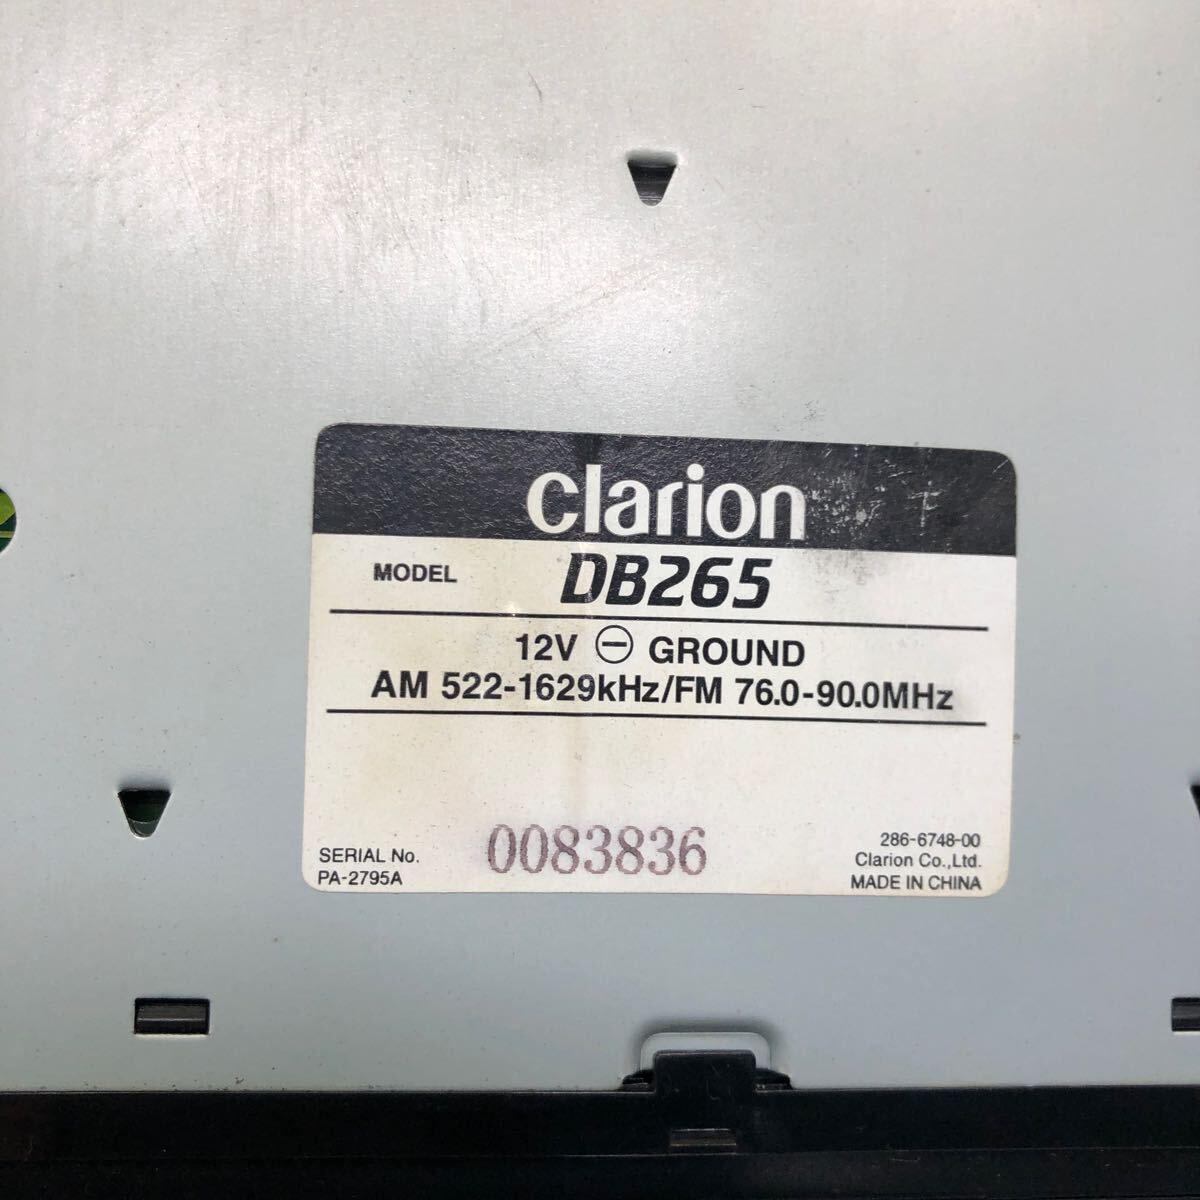 clarion
MODEL DB265
12V ⊖ GROUND
AM 522-1629kHz/FM 76.0-90.0MHz
0083836
SERIAL No.
PA-2795A
286-6748-00
Clarion Co.,Ltd.
MADE IN CHINA